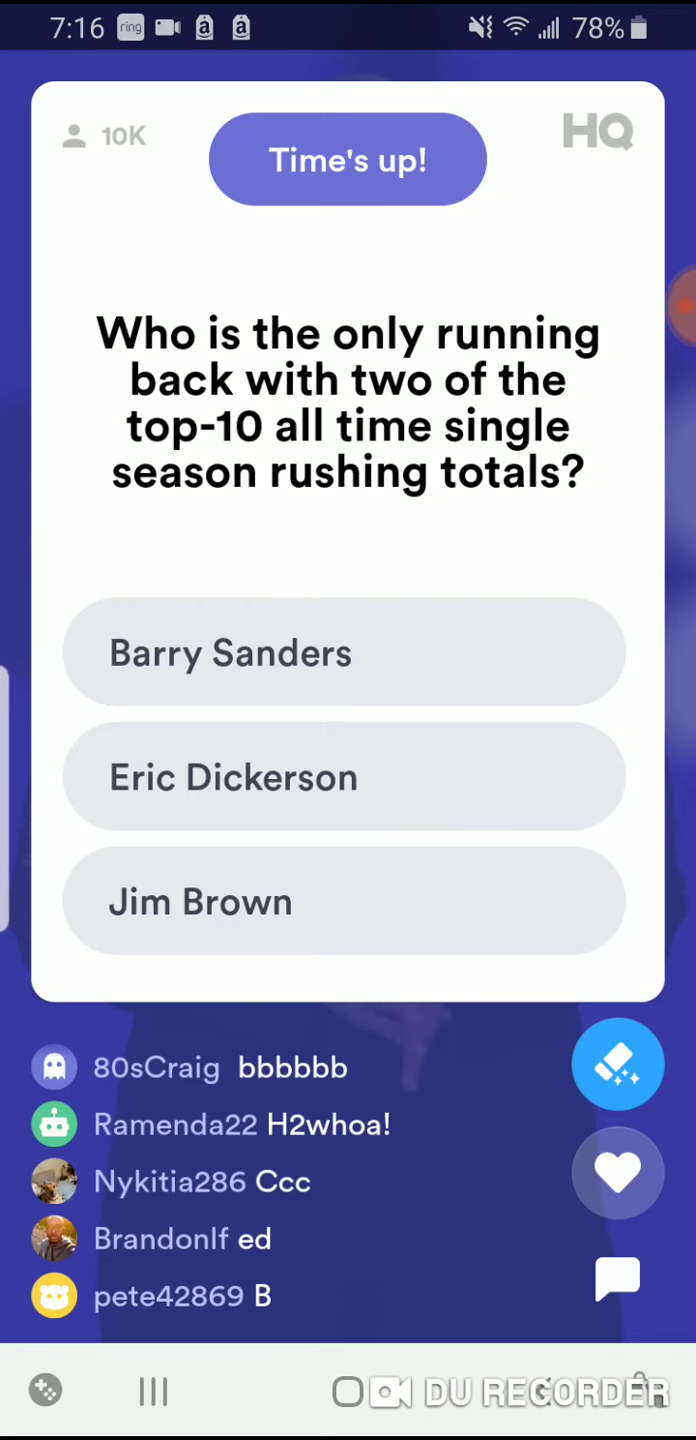 7:16 ring a a 78%
10K Time's up! HQ
Who is the only running
back with two of the
top-10 all time single
season rushing totals?
Barry Sanders
Eric Dickerson
Jim Brown
80sCraig bbbbbb
Ramenda22 H2whoa!
Nykitia286 Ccc
Brandonlf ed
pete42869 B
DU RECORDER